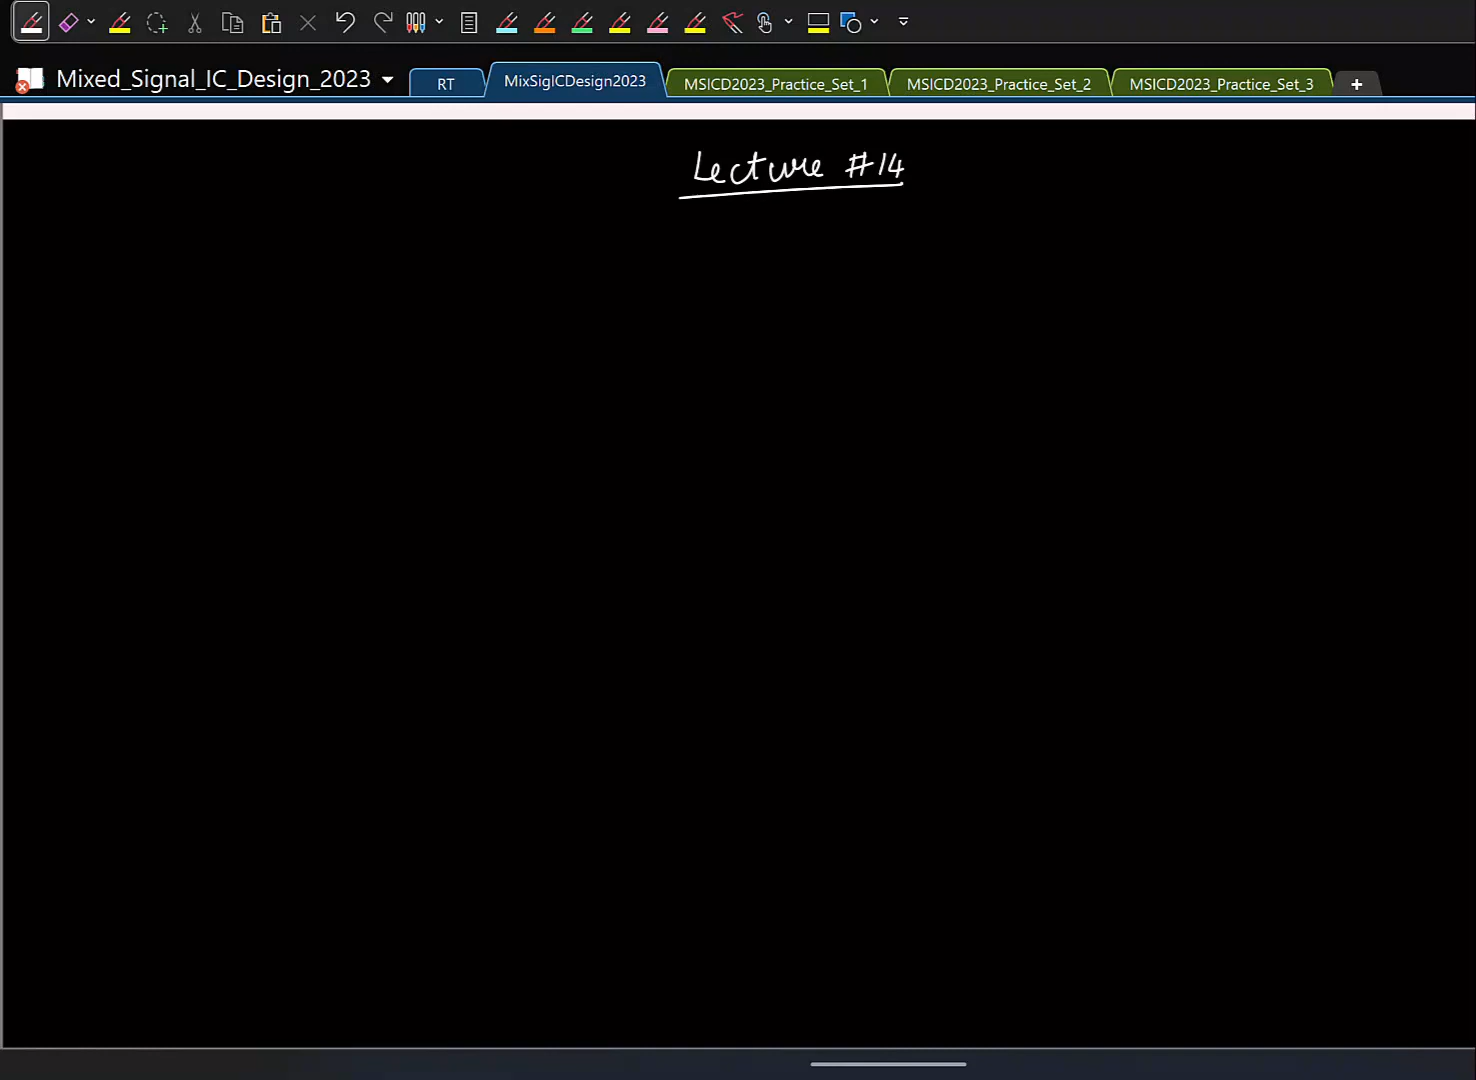 Mixed_Signal_IC_Design_2023
RT
MixSigICDesign2023
MSICD2023_Practice_Set_1
MSICD2023_Practice_Set_2
MSICD2023_Practice_Set_3
+
Lecture #14